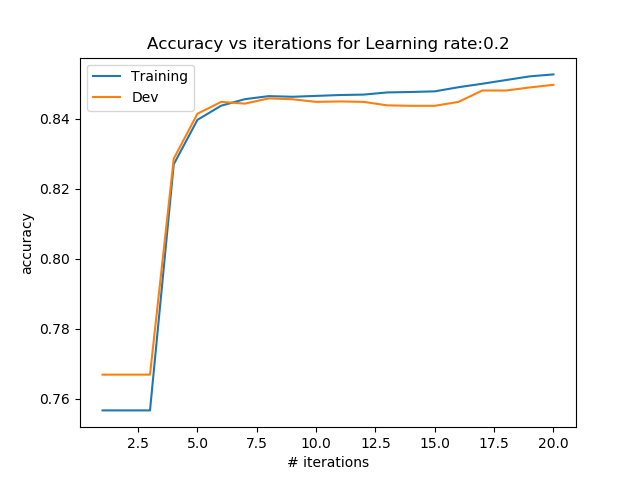 Accuracy vs iterations for Learning rate:0.2
Training
Dev
0.84
0.82
0.80
0.78
0.76
accuracy
2.5 5.0 7.5 10.0 12.5 15.0 17.5 20.0
# iterations